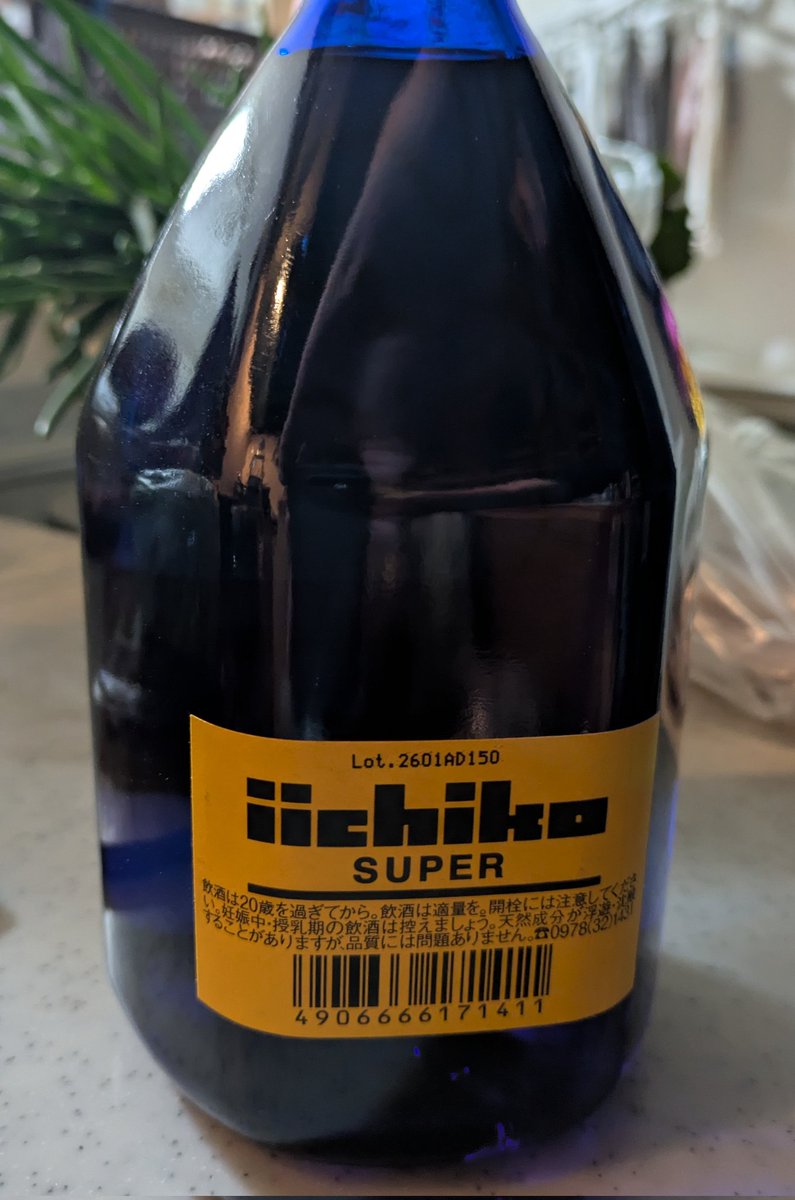 Lot.2601AD150
iichiko
SUPER
飲酒は20歳を過ぎてから。飲酒は適量を。開栓には注意してくださ
い。妊娠中・授乳期の飲酒は控えましょう。天然成分が浮遊・沈殿
することがありますが、品質には問題ありません。☎0978(32)1431
4906666171411